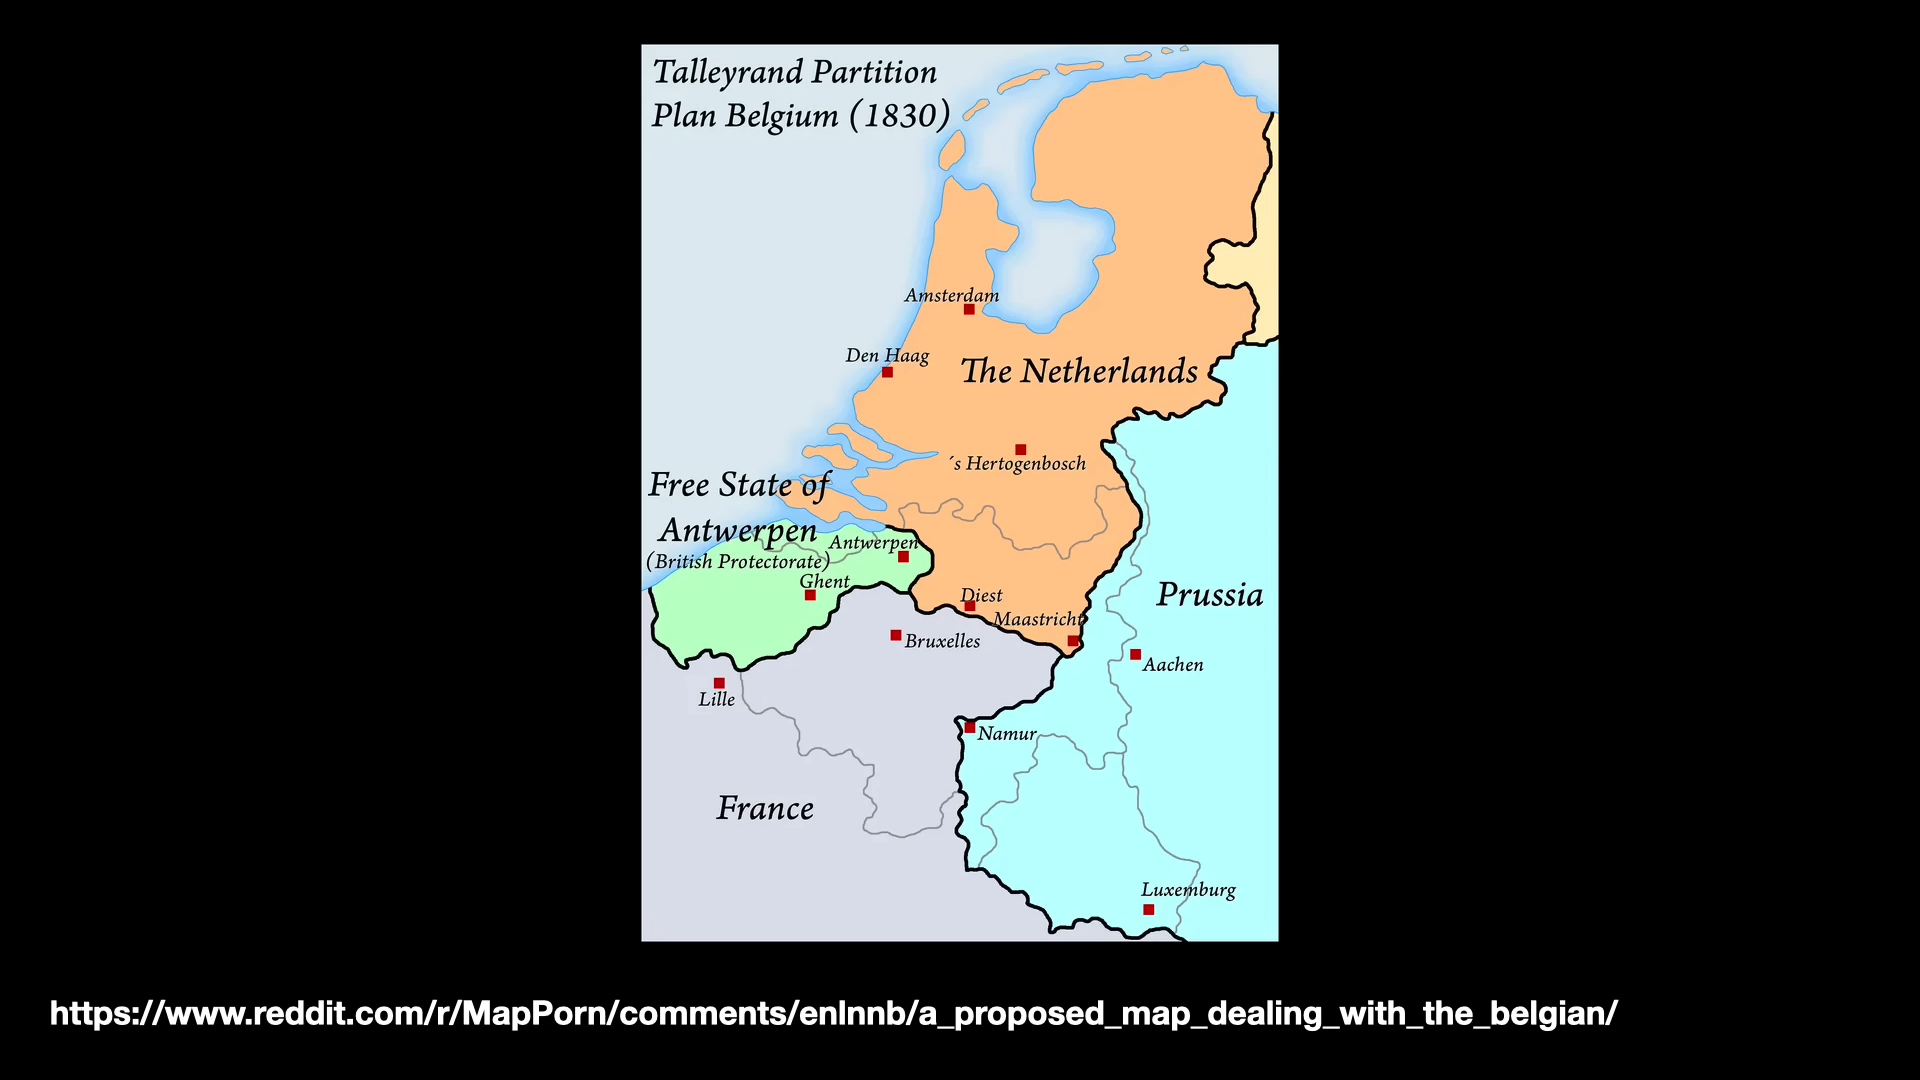 Talleyrand Partition
Plan Belgium (1830)
Amsterdam
Den Haag
The Netherlands
´s Hertogenbosch
Free State of
Antwerpen
(British Protectorate)
Antwerpen
Ghent
Diest
Maastricht
Prussia
Bruxelles
Aachen
Lille
Namur
France
Luxemburg
https://www.reddit.com/r/MapPorn/comments/enlnnb/a_proposed_map_dealing_with_the_belgian/